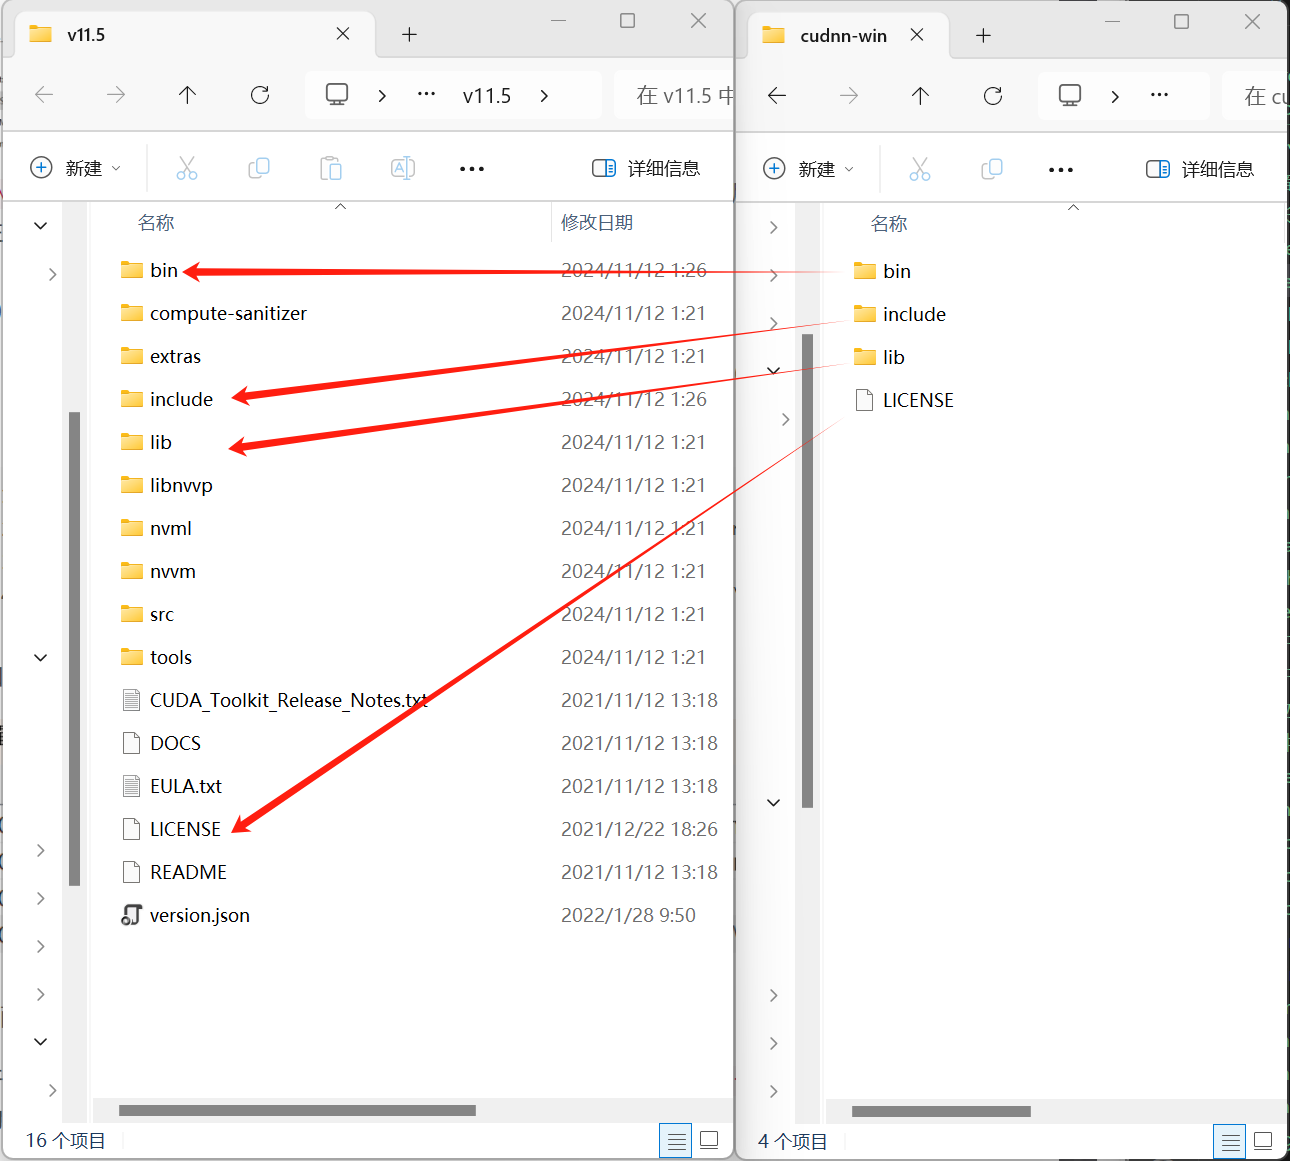 v11.5
v11.5
在 v11.5 中
新建
详细信息
名称
修改日期
bin
2024/11/12 1:26
compute-sanitizer
2024/11/12 1:21
extras
2024/11/12 1:21
include
2024/11/12 1:26
lib
2024/11/12 1:21
libnvvp
2024/11/12 1:21
nvml
2024/11/12 1:21
nvvm
2024/11/12 1:21
src
2024/11/12 1:21
tools
2024/11/12 1:21
CUDA_Toolkit_Release_Notes.txt
2021/11/12 13:18
DOCS
2021/11/12 13:18
EULA.txt
2021/11/12 13:18
LICENSE
2021/12/22 18:26
README
2021/11/12 13:18
version.json
2022/1/28 9:50
16 个项目
cudnn-win
在 cu
新建
详细信息
名称
bin
include
lib
LICENSE
4 个项目